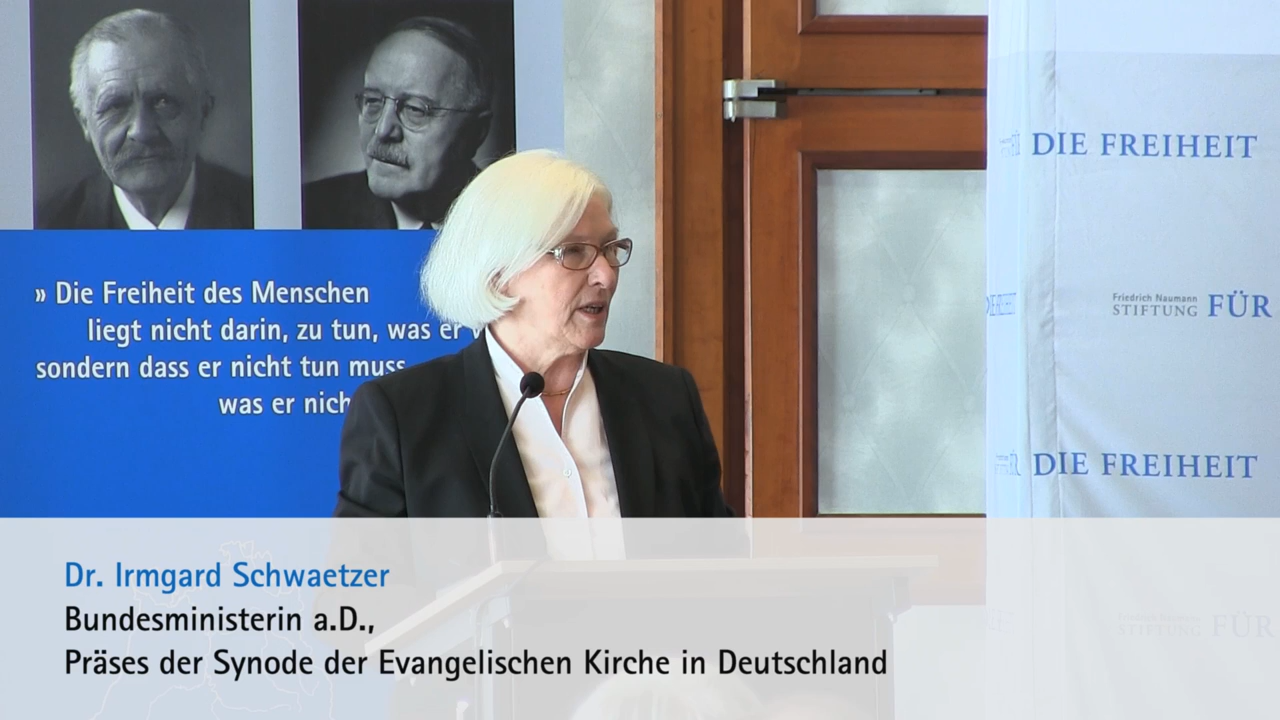 » Die Freiheit des Menschen
liegt nicht darin, zu tun, was er
sondern dass er nicht tun muss
was er
DIE FREIHEIT
Friedrich Naumann
STIFTUNG FÜR
DIE FREIHEIT
STIFTUNG FÜR
Dr. Irmgard Schwaetzer
Bundesministerin a.D.,
Präses der Synode der Evangelischen Kirche in Deutschland